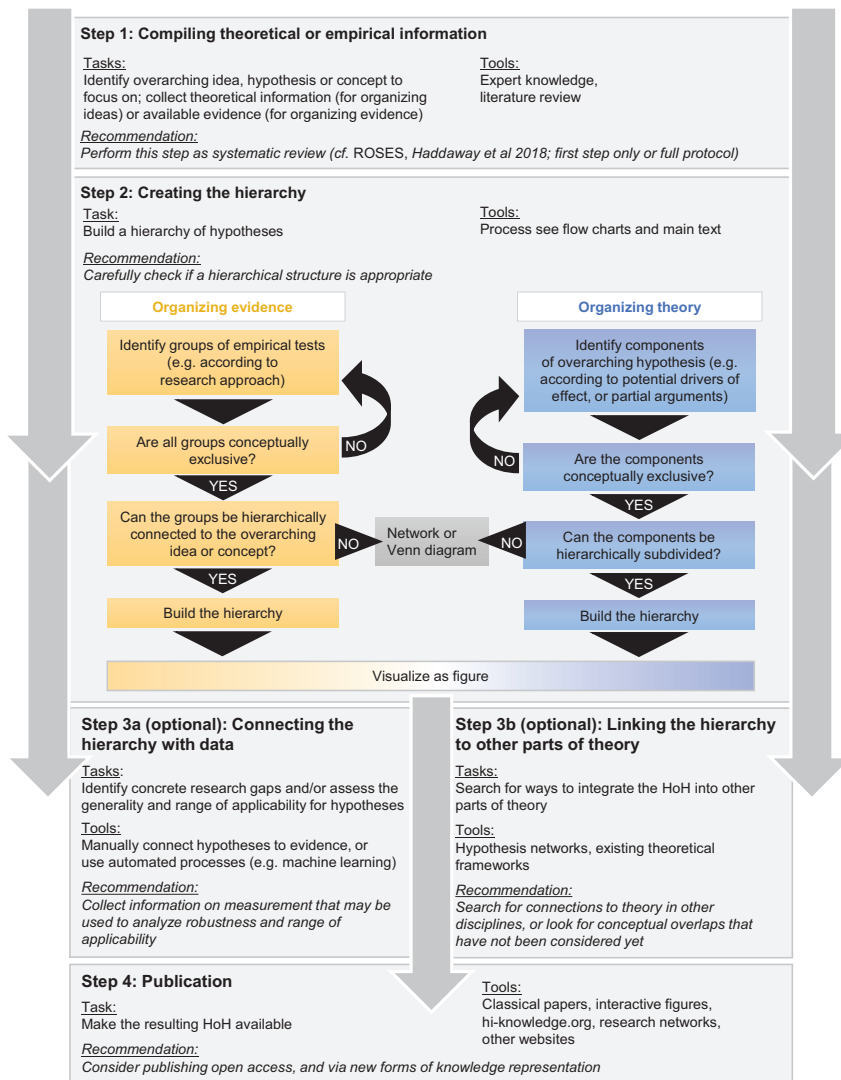 Step 1: Compiling theoretical or empirical information
Tasks:
Identify overarching idea, hypothesis or concept to
focus on; collect theoretical information (for organizing
ideas) or available evidence (for organizing evidence)
Tools:
Expert knowledge,
literature review
Recommendation:
Perform this step as systematic review (cf. ROSES, Haddaway et al 2018; first step only or full protocol)
Step 2: Creating the hierarchy
Task:
Build a hierarchy of hypotheses
Tools:
Process see flow charts and main text
Recommendation:
Carefully check if a hierarchical structure is appropriate
Organizing evidence
Identify groups of empirical tests
(e.g. according to
research approach)
Are all groups conceptually
exclusive?
NO
YES
Can the groups be hierarchically
connected to the overarching
idea or concept?
NO
YES
Build the hierarchy
Network or
Venn diagram
Organizing theory
Identify components
of overarching hypothesis (e.g.
according to potential drivers of
effect, or partial arguments)
NO
Are the components
conceptually exclusive?
YES
NO
Can the components be
hierarchically subdivided?
YES
Build the hierarchy
Visualize as figure
Step 3a (optional): Connecting the
hierarchy with data
Tasks:
Identify concrete research gaps and/or assess the
generality and range of applicability for hypotheses
Tools:
Manually connect hypotheses to evidence, or
use automated processes (e.g. machine learning)
Recommendation:
Collect information on measurement that may be
used to analyze robustness and range of
applicability
Step 3b (optional): Linking the hierarchy
to other parts of theory
Tasks:
Search for ways to integrate the HoH into other
parts of theory
Tools:
Hypothesis networks, existing theoretical
frameworks
Recommendation:
Search for connections to theory in other
disciplines, or look for conceptual overlaps that
have not been considered yet
Step 4: Publication
Task:
Make the resulting HoH available
Tools:
Classical papers, interactive figures,
hi-knowledge.org, research networks,
other websites
Recommendation:
Consider publishing open access, and via new forms of knowledge representation